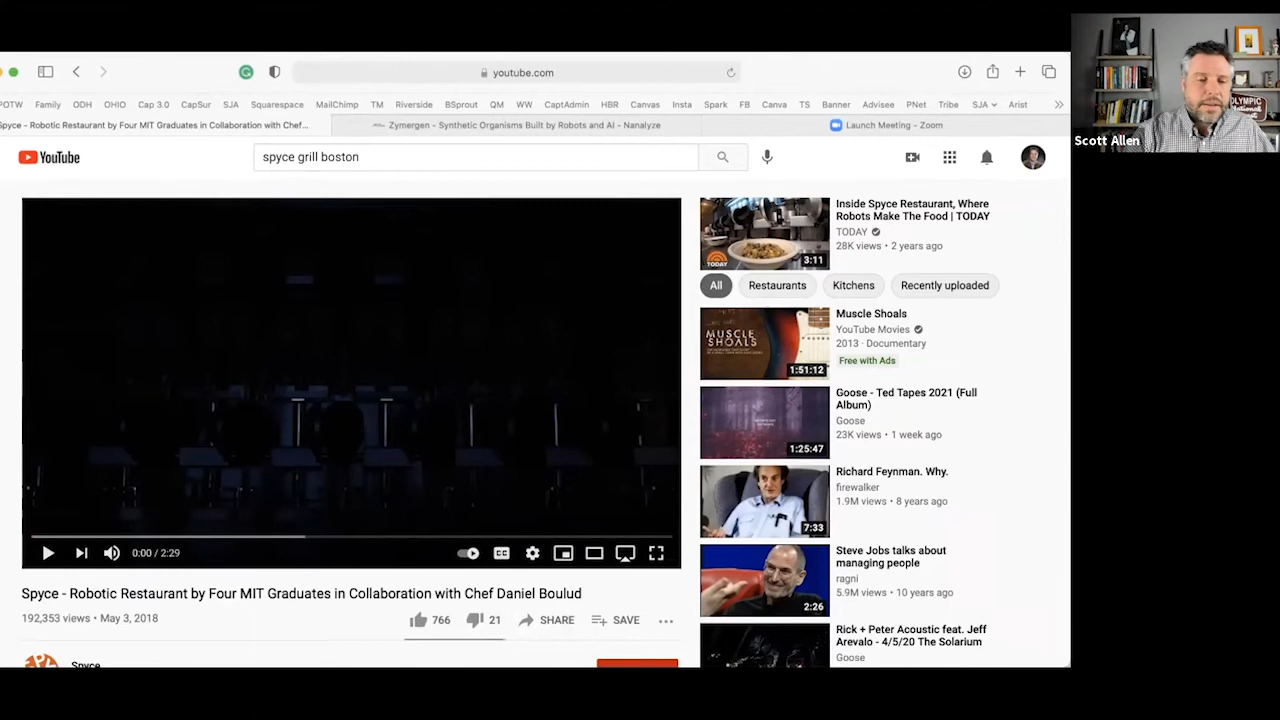 youtube.com
POTW Family ODH OHIO Cap 3.0 CapSur SJA Squarespace MailChimp TM Riverside BSprout QM WW CaptAdmin HBR Canvas Insta Spark FB Canva TS Banner Advisee PNet Tribe SJA Arist
Spyce - Robotic Restaurant by Four MIT Graduates in Collaboration with Chef... Zymergen - Synthetic Organisms Built by Robots and AI - Nanalyze Launch Meeting - Zoom
YouTube
spyce grill boston
Scott Allen
OLYMPIC
National
0:00 / 2:29
CC
Spyce - Robotic Restaurant by Four MIT Graduates in Collaboration with Chef Daniel Boulud
192,353 views • May 3, 2018
766 21 SHARE SAVE
Spyce
Inside Spyce Restaurant, Where
Robots Make The Food | TODAY
TODAY
28K views • 2 years ago
TODAY
3:11
All Restaurants Kitchens Recently uploaded
MUSCLE
SHOALS
1:51:12
Muscle Shoals
YouTube Movies
2013 · Documentary
Free with Ads
1:25:47
Goose - Ted Tapes 2021 (Full
Album)
Goose
23K views • 1 week ago
7:33
Richard Feynman. Why.
firewalker
1.9M views • 8 years ago
2:26
Steve Jobs talks about
managing people
ragni
5.9M views • 10 years ago
Rick + Peter Acoustic feat. Jeff
Arevalo - 4/5/20 The Solarium
Goose